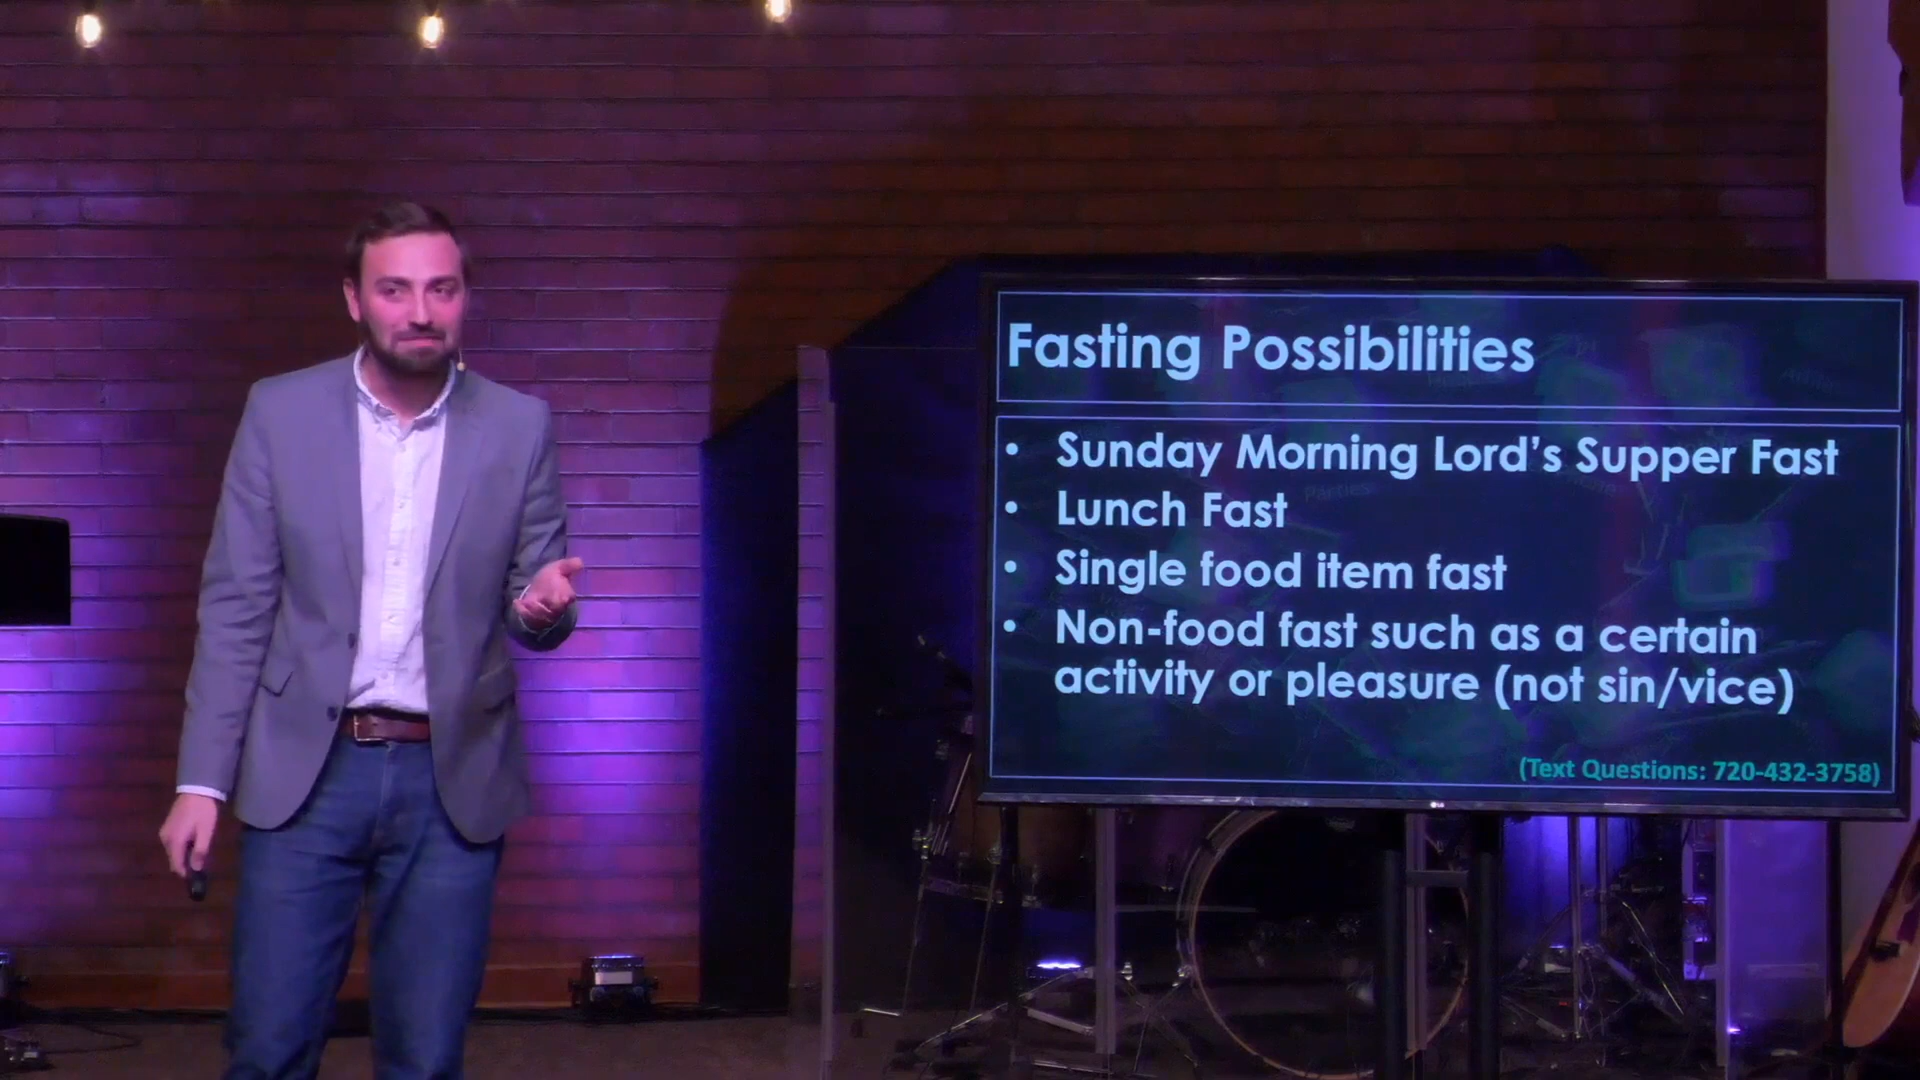 Fasting Possibilities
• Sunday Morning Lord's Supper Fast
• Lunch Fast
• Single food item fast
• Non-food fast such as a certain
activity or pleasure (not sin/vice)
(Text Questions: 720-432-3758)
LG